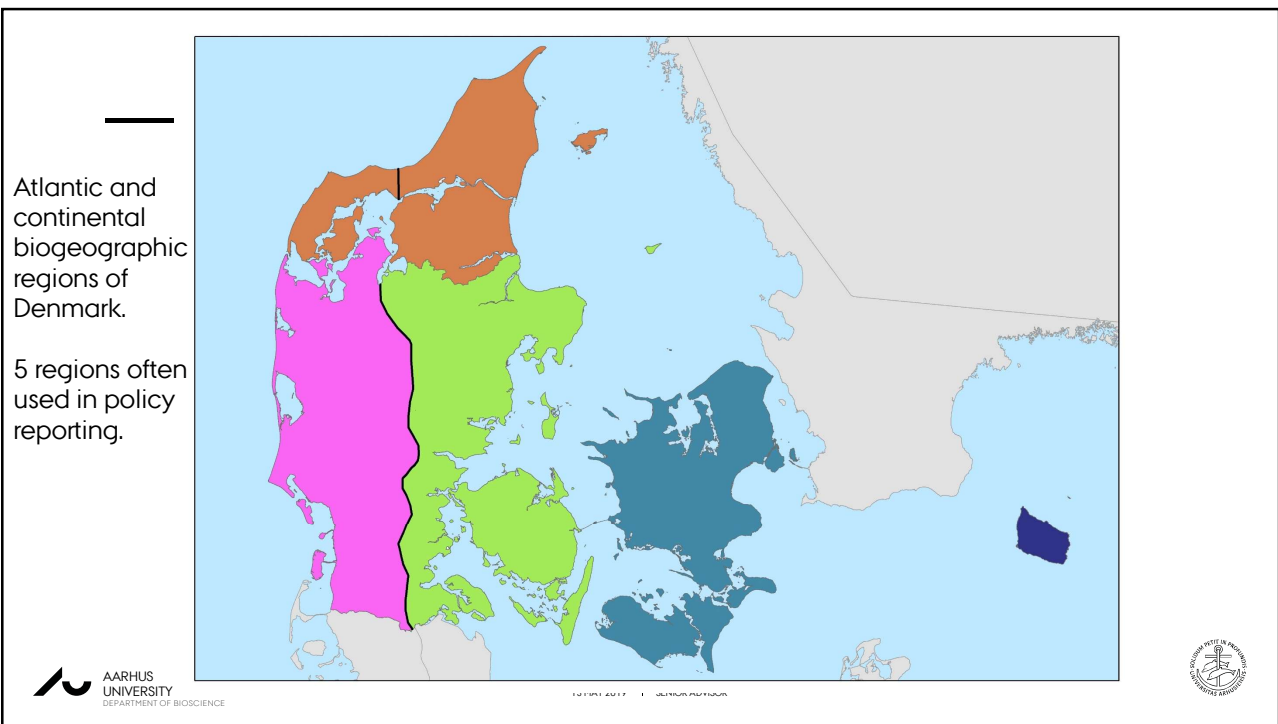 Atlantic and
continental
biogeographic
regions of
Denmark.
5 regions often
used in policy
reporting.
AARHUS
UNIVERSITY
DEPARTMENT OF BIOSCIENCE
SENIOR ADVISOR